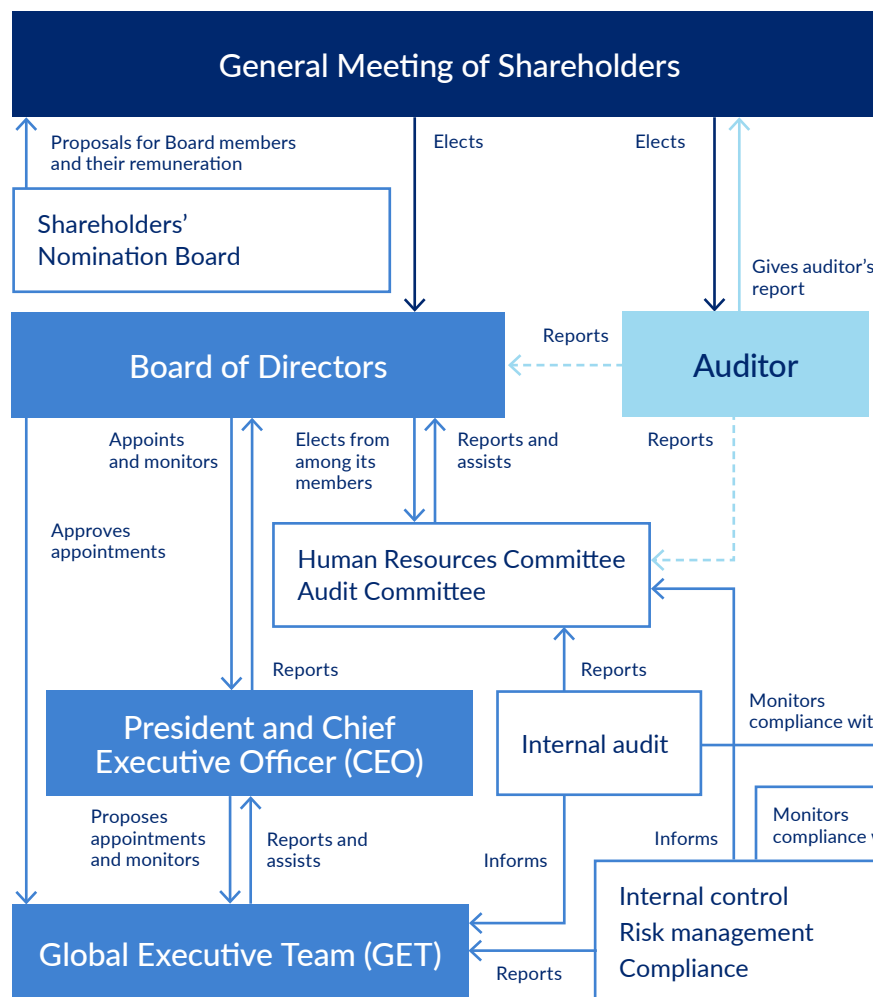 General Meeting of Shareholders
Proposals for Board members
and their remuneration
Elects
Elects
Shareholders’
Nomination Board
Gives auditor’s
report
Board of Directors
Reports
Auditor
Appoints
and monitors
Elects from
among its
members
Reports and
assists
Reports
Approves
appointments
Human Resources Committee
Audit Committee
Reports
Reports
President and Chief
Executive Officer (CEO)
Internal audit
Monitors
compliance wit
Proposes
appointments
and monitors
Reports and
assists
Informs
Informs
Monitors
compliance
Internal control
Risk management
Compliance
Global Executive Team (GET)
Reports